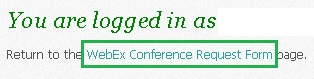 You are logged in as
Return to the WebEx Conference Request Form page.